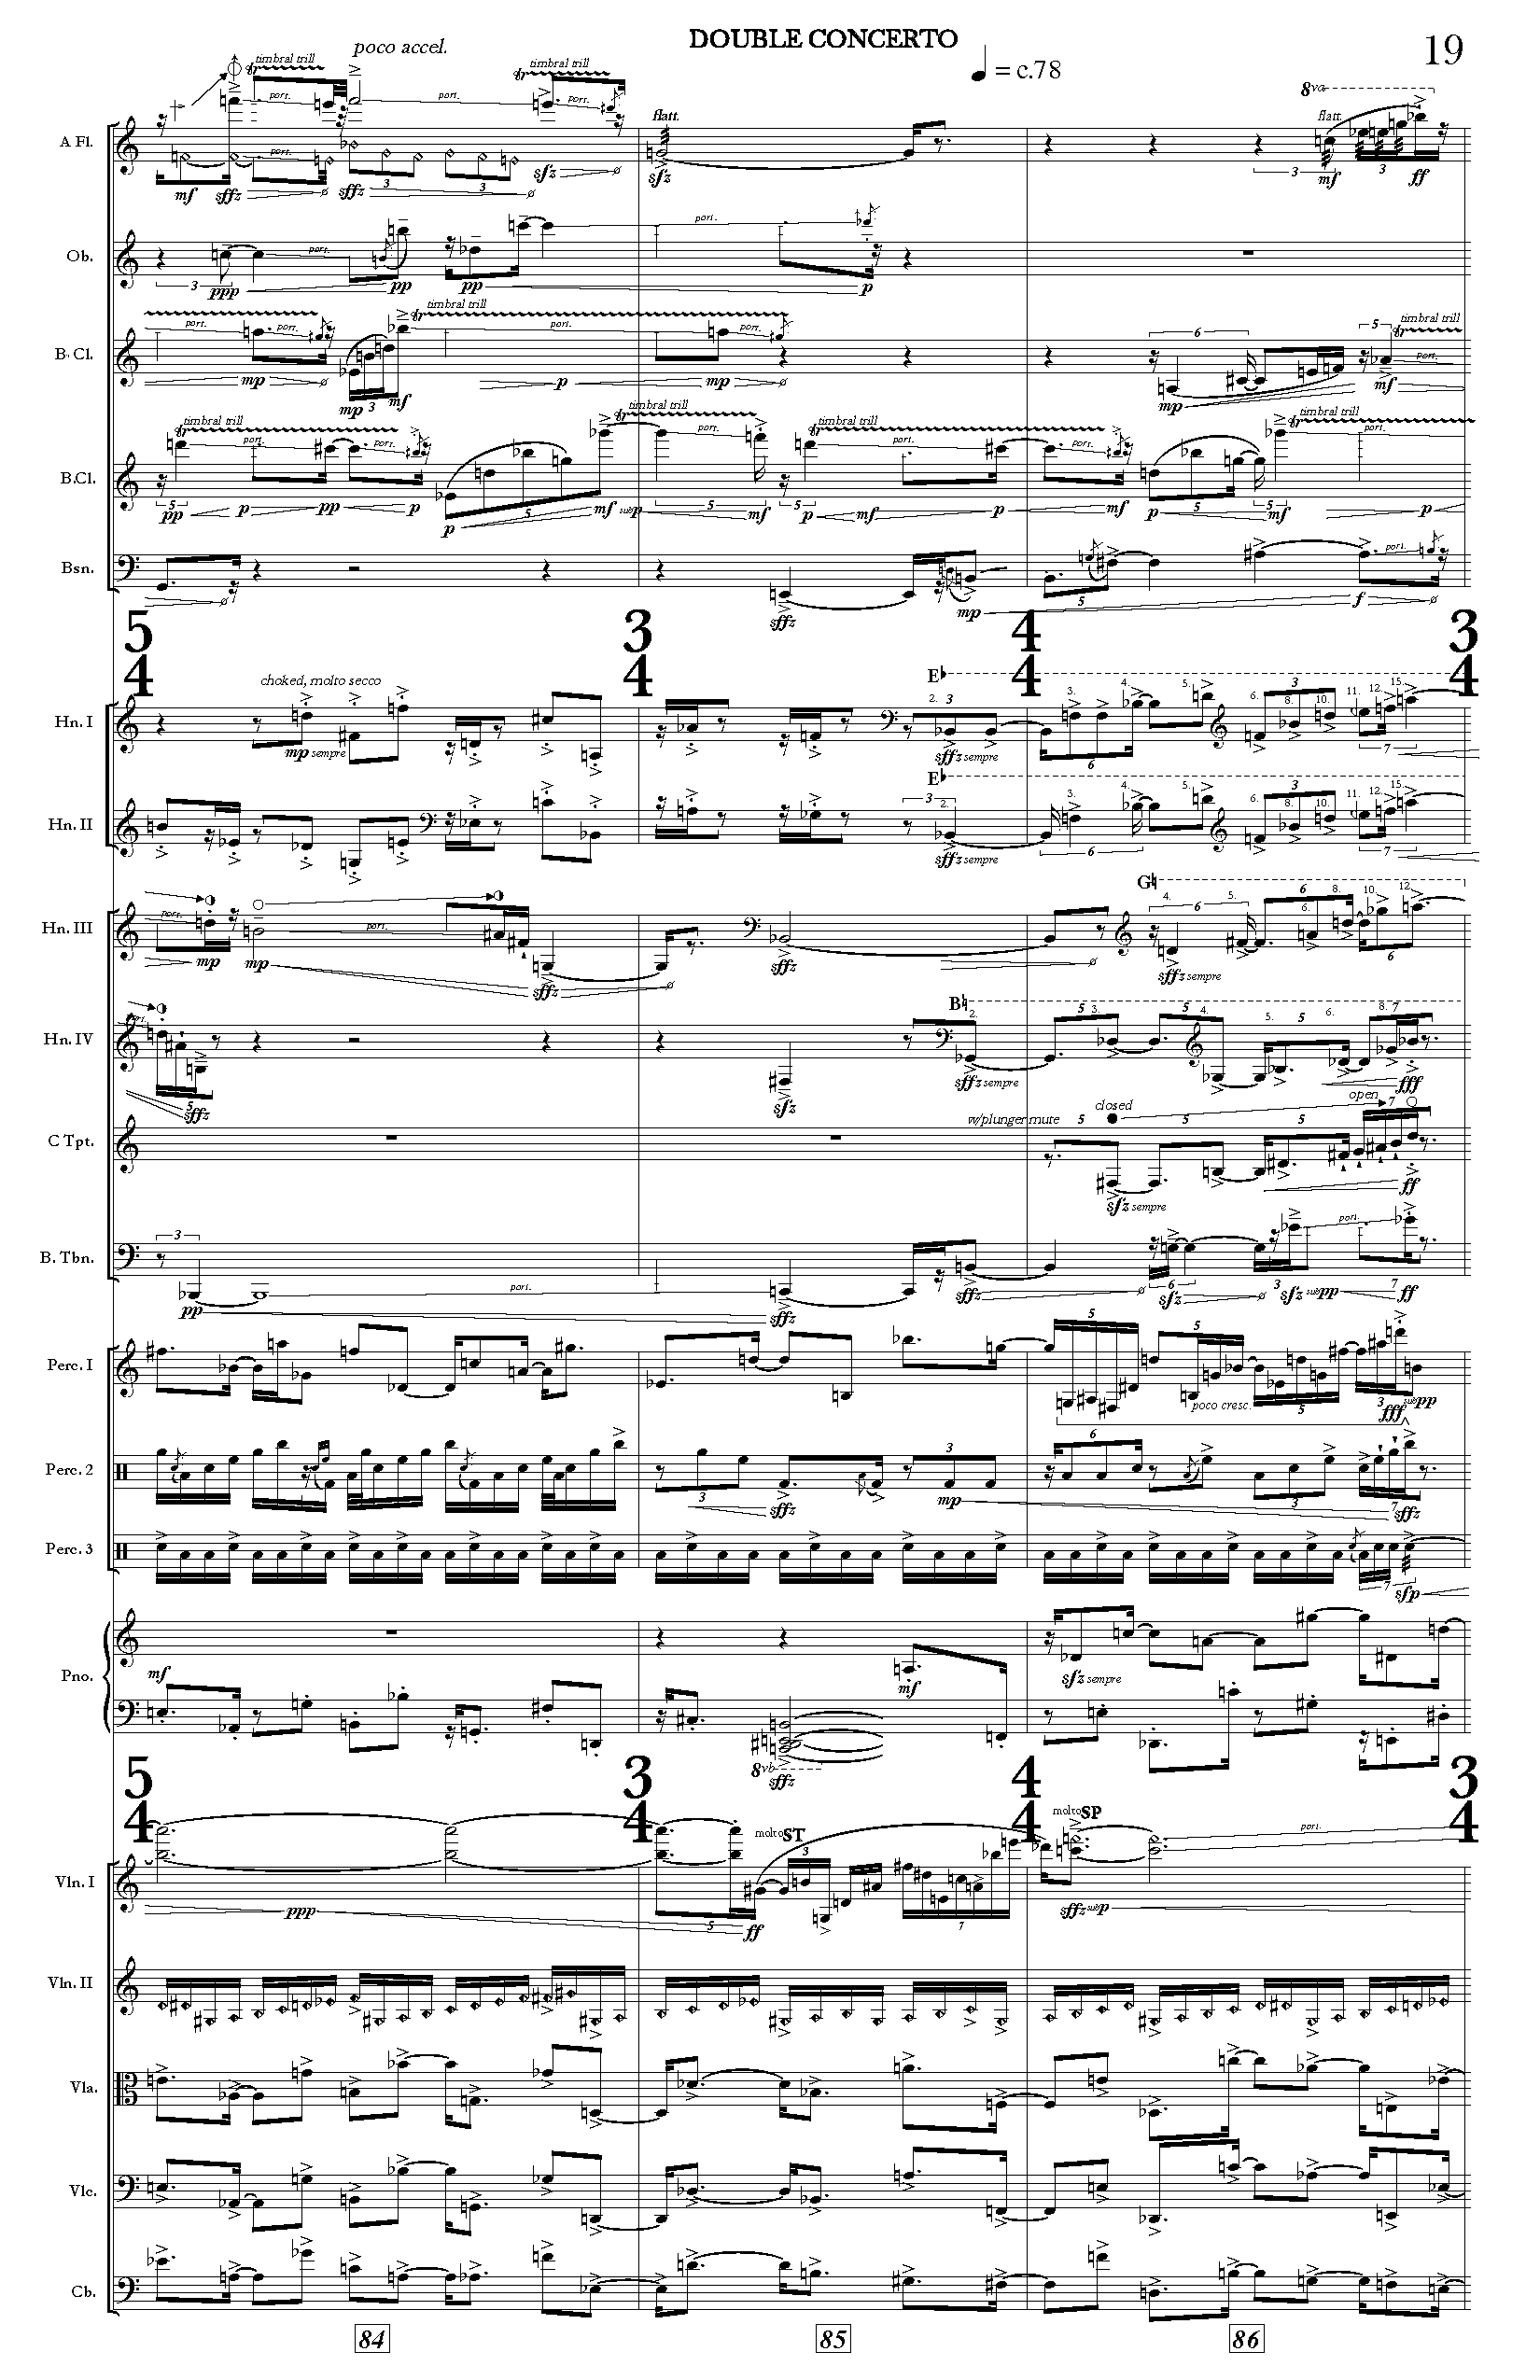 DOUBLE CONCERTO
19
poco accel.
♩ = c.78
timbral trill
timbral trill
8va
port.
port.
port.
flatt.
flatt.
A Fl.
port.
3
3
3
3
mf sffz sffz sfz sfz mf ff
port.
port.
Ob.
3
ppp pp pp p
timbral trill
6
5
timbral trill
port.
port.
port.
port.
port.
B♭ Cl.
mp mp 3 mf p mp mp mf
timbral trill
timbral trill
timbral trill
timbral trill
port.
port.
port.
port.
port.
port.
B.Cl.
5
5
5
5
5
5
pp p pp p p mf sub p mf p mf p mf p mf p
Bsn.
port.
5
sffz mp f
5 4
3 4
4 4
3 4
choked, molto secco
E♭
Hn. I
2. 3 3. 4. 5. 6. 3 8. 10. 11. 12. 15.
mp sempre sffz sempre 6 7
E♭
Hn. II
3 2. 3. 4. 5. 6. 3 8. 10. 11. 12. 15.
sffz sempre 6 7
G♮
Hn. III
port.
port.
4. 6 5. 6 6. 8. 10. 12.
mp mp sffz sffz sffz sempre 6
B♮
Hn. IV
2. 5 3. 5 4. 5. 5 6. 8. 7
5 sffz sfz sffz sempre fff
w/plunger mute
closed
open
C Tpt.
5 5 5 7
sfz sempre ff
B. Tbn.
3
port.
port.
pp sffz sffz 6 sfz 3 sfz sub pp 7 ff
Perc. I
5 5
poco cresc. 5 3 fff sub pp
Perc. 2
3 3 6 3 7
sffz mp sffz
Perc. 3
7
sfp
Pno.
mf mf sfz sempre
8vb
sffz
5 4
3 4
4 4
3 4
molto ST
molto SP
port.
Vln. I
3
ppp 5 ff 7 sffz sub p
Vln. II
Vla.
Vlc.
Cb.
84
85
86